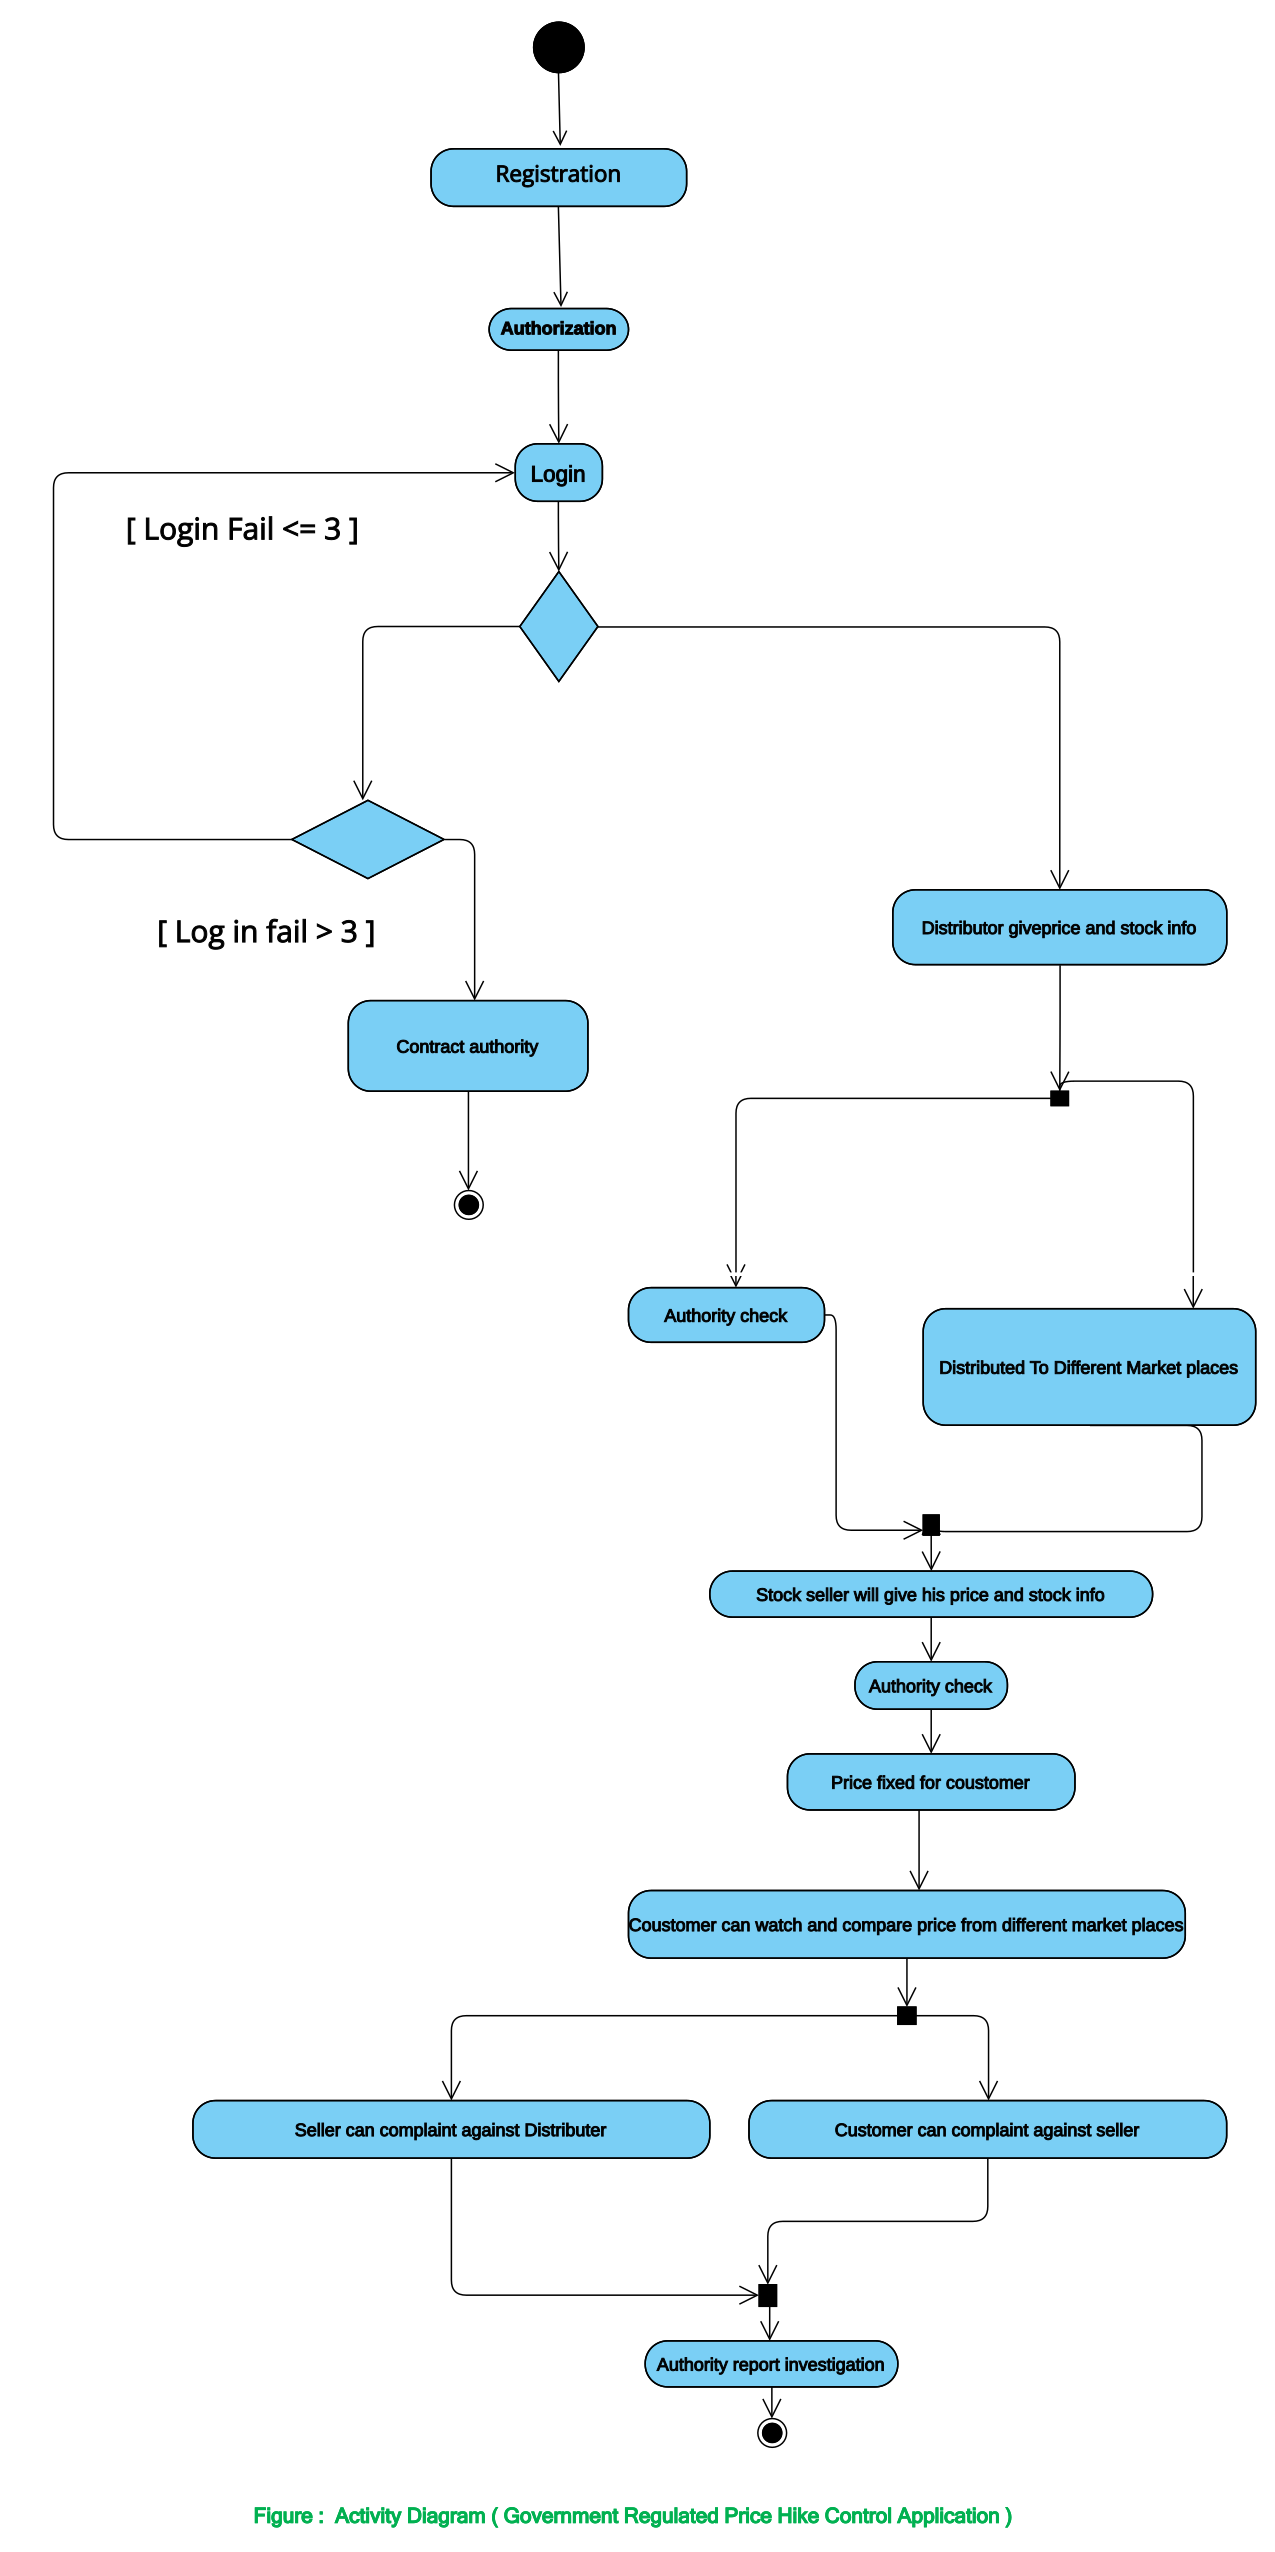 Registration
Authorization
Login
[ Login Fail <= 3 ]
[ Log in fail > 3 ]
Distributor giveprice and stock info
Contract authority
Authority check
Distributed To Different Market places
Stock seller will give his price and stock info
Authority check
Price fixed for coustomer
Coustomer can watch and compare price from different market places
Seller can complaint against Distributer
Customer can complaint against seller
Authority report investigation
Figure :  Activity Diagram ( Government Regulated Price Hike Control Application )